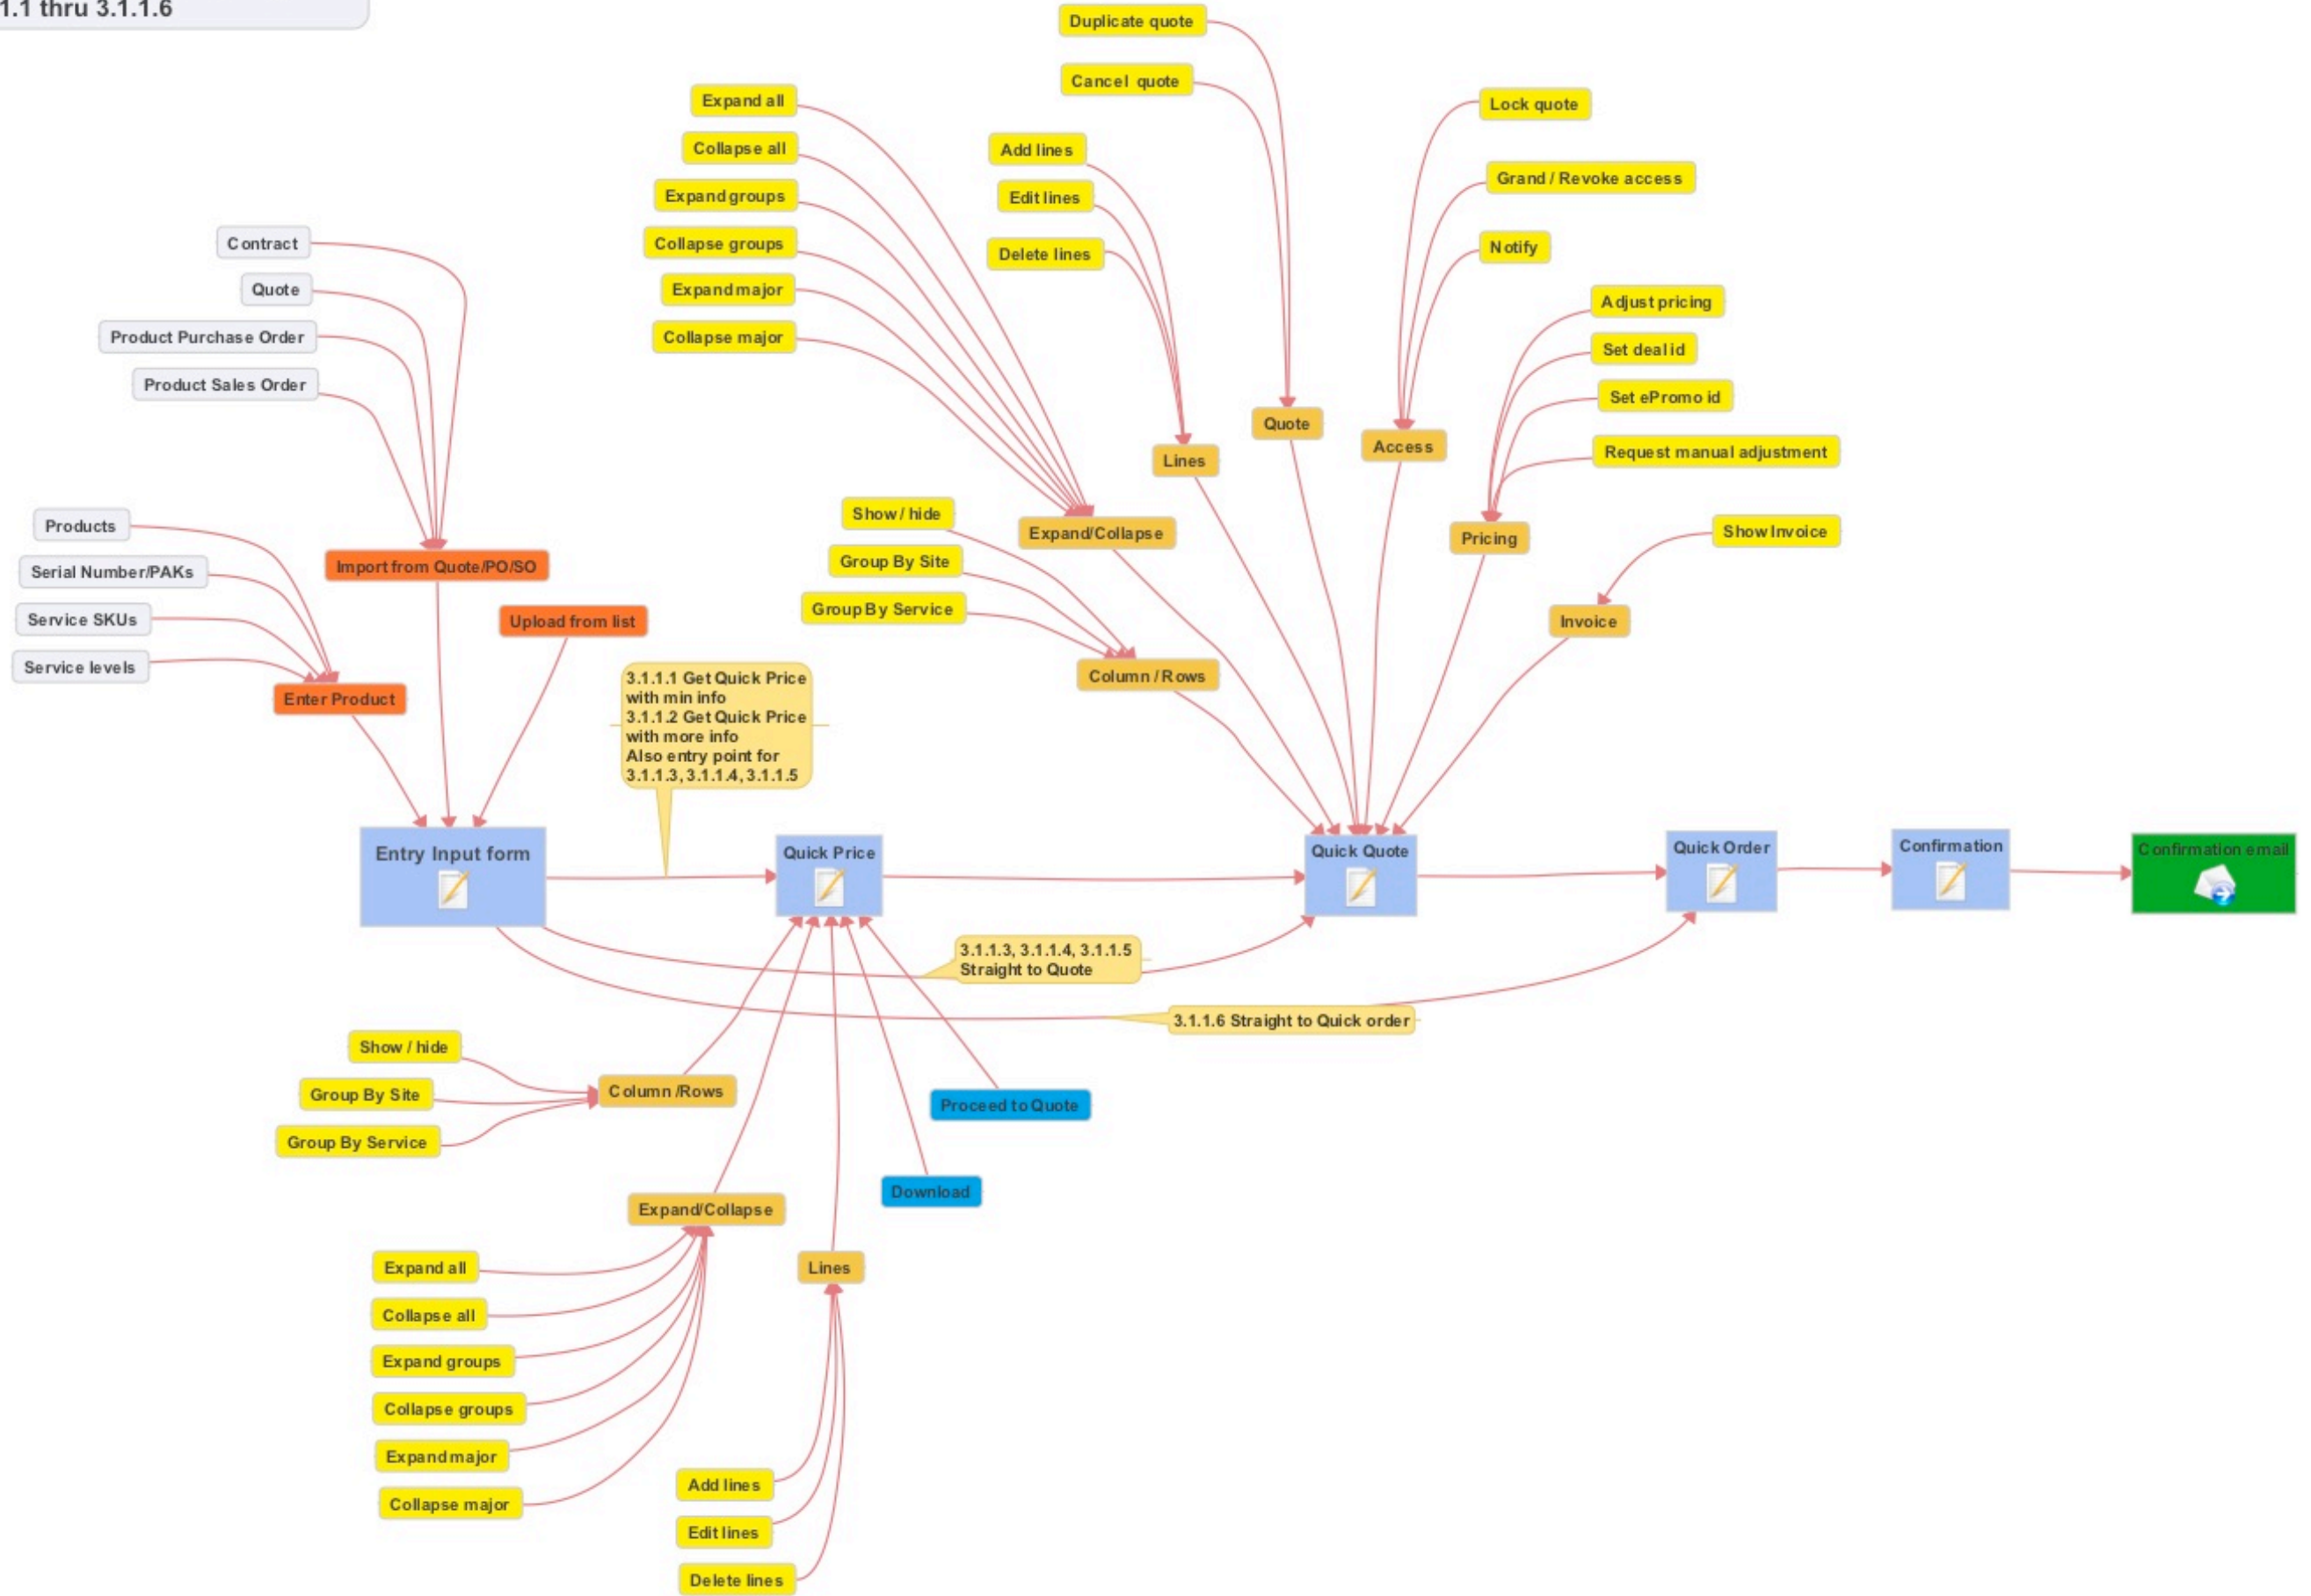 1.1 thru 3.1.1.6
Duplicate quote
Cancel quote
Expand all
Collapse all
Expand groups
Collapse groups
Expand major
Collapse major
Add lines
Edit lines
Delete lines
Lock quote
Grand / Revoke access
Notify
Adjust pricing
Set deal id
Set ePromo id
Request manual adjustment
Show Invoice
Contract
Quote
Product Purchase Order
Product Sales Order
Products
Serial Number/PAKs
Service SKUs
Service levels
Import from Quote/PO/SO
Upload from list
Enter Product
Show / hide
Group By Site
Group By Service
Expand/Collapse
Lines
Quote
Access
Pricing
Invoice
Column / Rows
3.1.1.1 Get Quick Price
with min info
3.1.1.2 Get Quick Price
with more info
Also entry point for
3.1.1.3, 3.1.1.4, 3.1.1.5
Entry Input form
Quick Price
Quick Quote
Quick Order
Confirmation
Confirmation email
3.1.1.3, 3.1.1.4, 3.1.1.5
Straight to Quote
3.1.1.6 Straight to Quick order
Show / hide
Group By Site
Group By Service
Column /Rows
Proceed to Quote
Download
Expand/Collapse
Lines
Expand all
Collapse all
Expand groups
Collapse groups
Expand major
Collapse major
Add lines
Edit lines
Delete lines